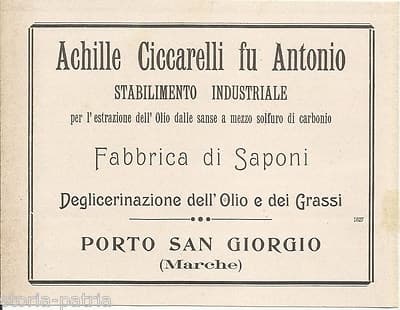 Achille Ciccarelli fu Antonio
STABILIMENTO INDUSTRIALE
per l'estrazione dell'Olio dalle sanse a mezzo solfuro di carbonio
Fabbrica di Saponi
Deglicerinazione dell'Olio e dei Grassi
1627
PORTO SAN GIORGIO
(Marche)
storia-patria